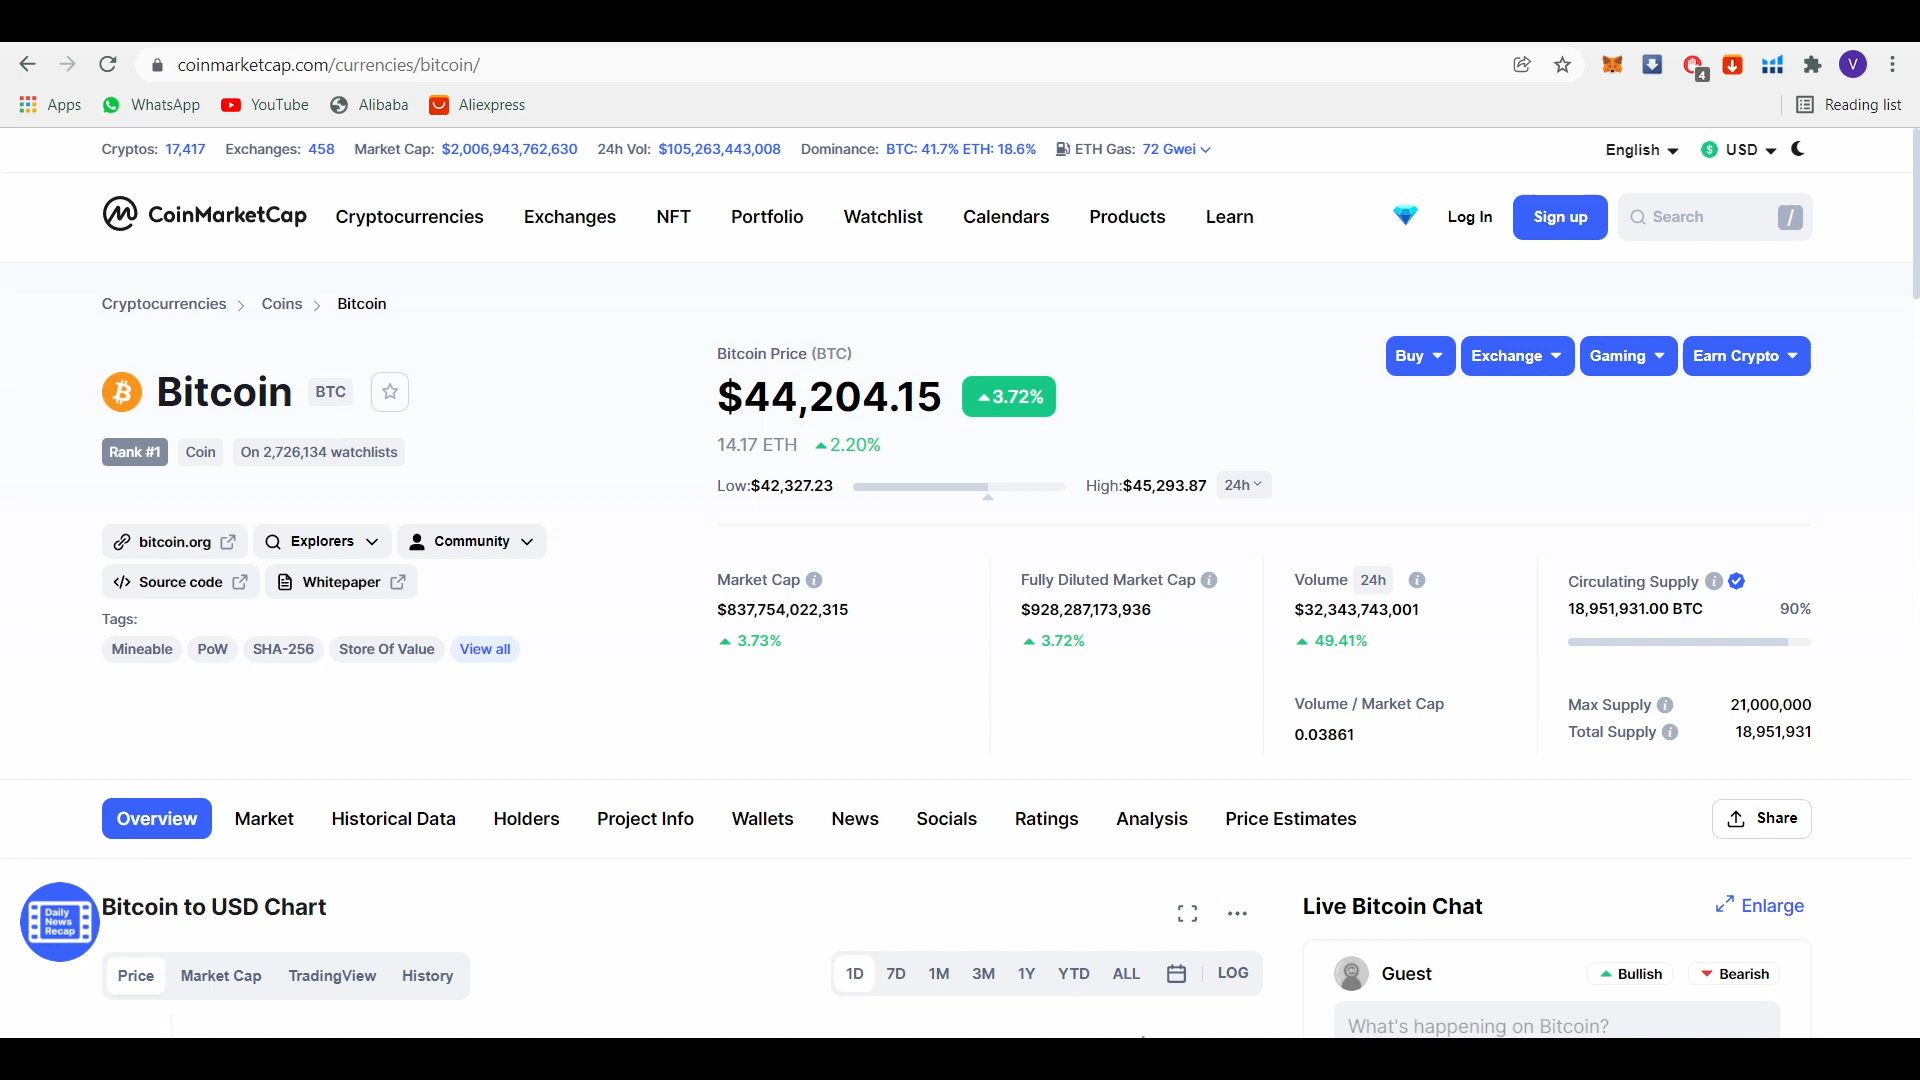 coinmarketcap.com/currencies/bitcoin/
4
V
Apps WhatsApp YouTube Alibaba Aliexpress Reading list
Cryptos: 17,417 Exchanges: 458 Market Cap: $2,006,943,762,630 24h Vol: $105,263,443,008 Dominance: BTC: 41.7% ETH: 18.6% ETH Gas: 72 Gwei English USD
CoinMarketCap Cryptocurrencies Exchanges NFT Portfolio Watchlist Calendars Products Learn Log In Sign up Search /
Cryptocurrencies Coins Bitcoin
Bitcoin Price (BTC)
Buy Exchange Gaming Earn Crypto
Bitcoin BTC
$44,204.15 3.72%
14.17 ETH 2.20%
Rank #1 Coin On 2,726,134 watchlists
Low:$42,327.23 High:$45,293.87 24h
bitcoin.org Explorers Community
Source code Whitepaper
Tags:
Mineable PoW SHA-256 Store Of Value View all
Market Cap
$837,754,022,315
3.73%
Fully Diluted Market Cap
$928,287,173,936
3.72%
Volume 24h
$32,343,743,001
49.41%
Volume / Market Cap
0.03861
Circulating Supply
18,951,931.00 BTC 90%
Max Supply 21,000,000
Total Supply 18,951,931
Overview Market Historical Data Holders Project Info Wallets News Socials Ratings Analysis Price Estimates Share
Daily
News
Recap
Bitcoin to USD Chart
Price Market Cap TradingView History
1D 7D 1M 3M 1Y YTD ALL LOG
Live Bitcoin Chat Enlarge
Guest Bullish Bearish
What's happening on Bitcoin?